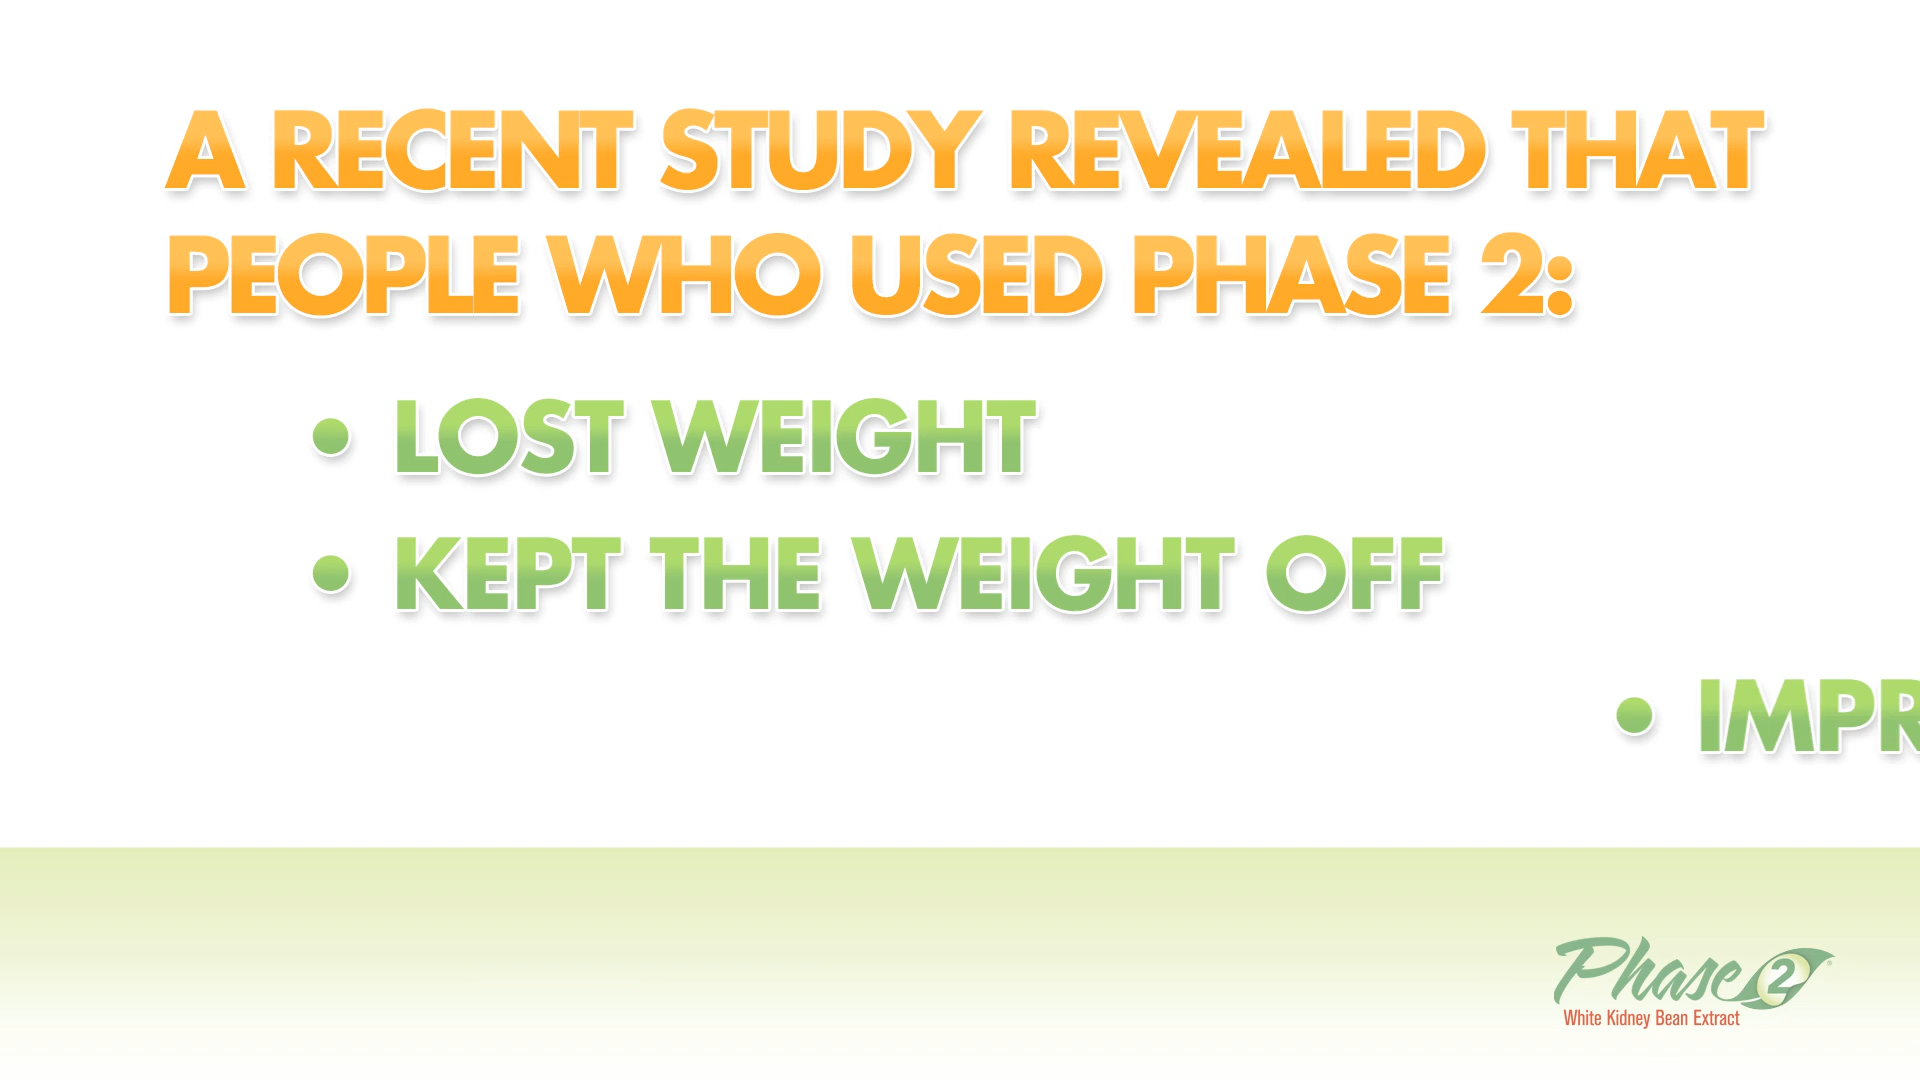 A RECENT STUDY REVEALED THAT
PEOPLE WHO USED PHASE 2:
• LOST WEIGHT
• KEPT THE WEIGHT OFF
• IMPR
Phase 2®
White Kidney Bean Extract